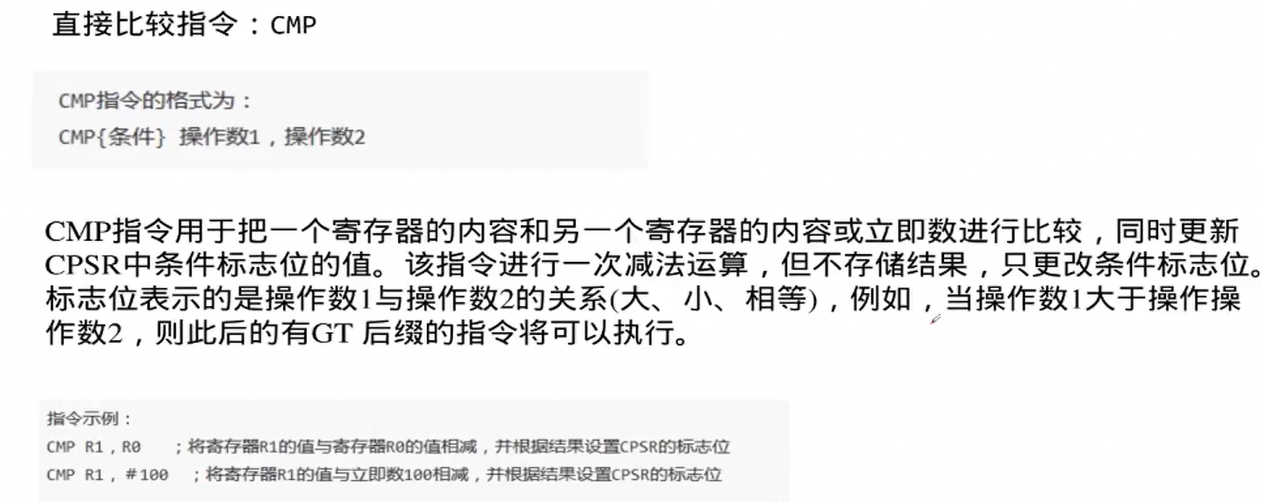 直接比较指令：CMP
CMP指令的格式为：
CMP{条件} 操作数1，操作数2
CMP指令用于把一个寄存器的内容和另一个寄存器的内容或立即数进行比较，同时更新
CPSR中条件标志位的值。该指令进行一次减法运算，但不存储结果，只更改条件标志位。
标志位表示的是操作数1与操作数2的关系(大、小、相等)，例如，当操作数1大于操作操
作数2，则此后的有GT 后缀的指令将可以执行。
指令示例：
CMP R1，R0 ；将寄存器R1的值与寄存器R0的值相减，并根据结果设置CPSR的标志位
CMP R1，＃100 ；将寄存器R1的值与立即数100相减，并根据结果设置CPSR的标志位